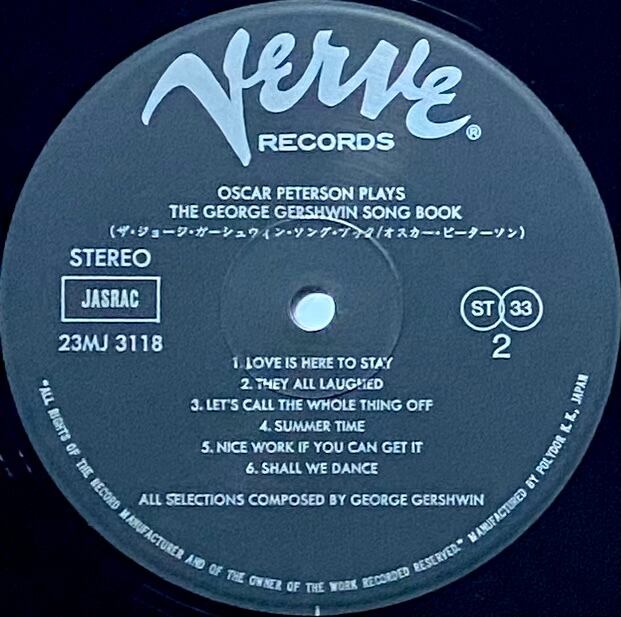 Verve®
RECORDS
OSCAR PETERSON PLAYS
THE GEORGE GERSHWIN SONG BOOK
(ザ・ジョージ・ガーシュウィン・ソング・ブック/オスカー・ピーターソン)
STEREO
JASRAC
23MJ 3118
ST 33
2
1. LOVE IS HERE TO STAY
2. THEY ALL LAUGHED
3. LET'S CALL THE WHOLE THING OFF
4. SUMMER TIME
5. NICE WORK IF YOU CAN GET IT
6. SHALL WE DANCE
ALL SELECTIONS COMPOSED BY GEORGE GERSHWIN
"ALL RIGHTS OF THE RECORD MANUFACTURER AND OF THE OWNER OF THE WORK RECORDED RESERVED." MANUFACTURED BY POLYDOR K.K., JAPAN